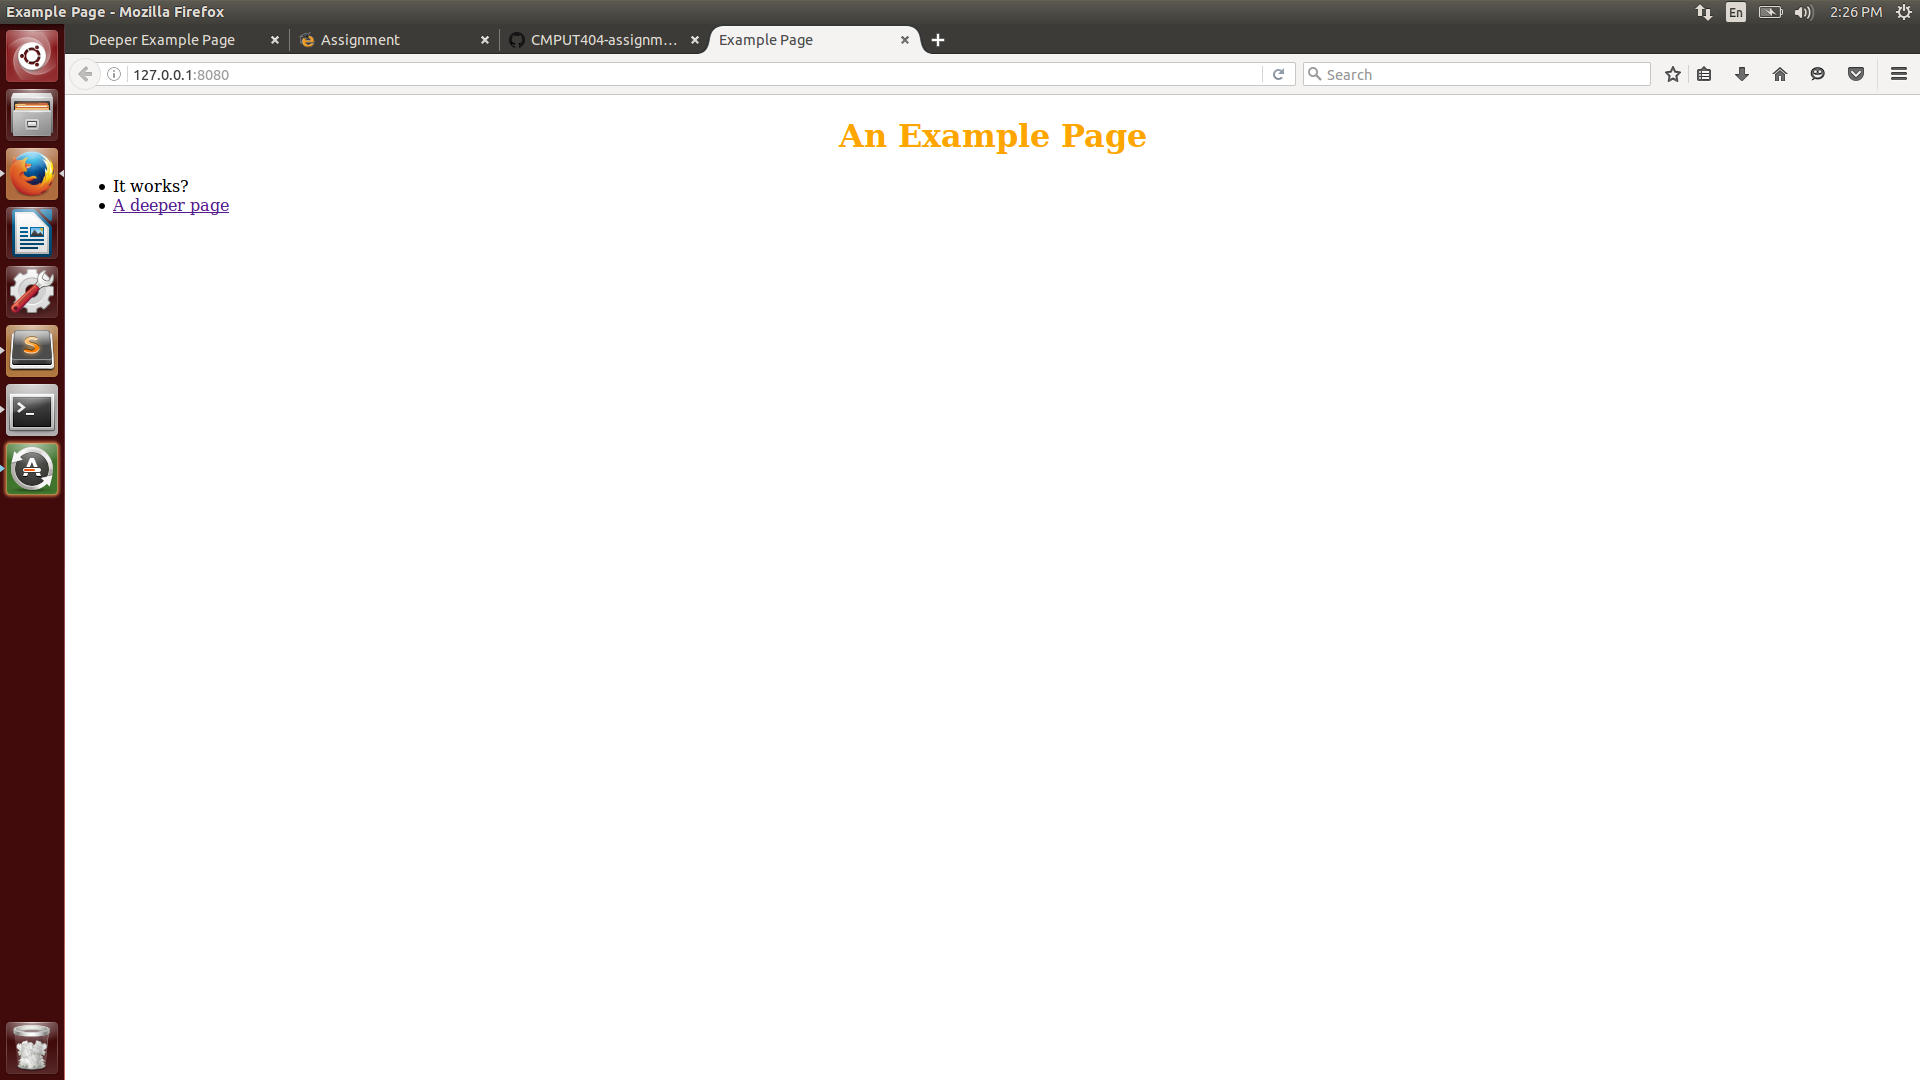 Example Page - Mozilla Firefox
En
2:26 PM
Deeper Example Page
Assignment
CMPUT404-assignm...
Example Page
127.0.0.1:8080
Search
An Example Page
It works?
A deeper page